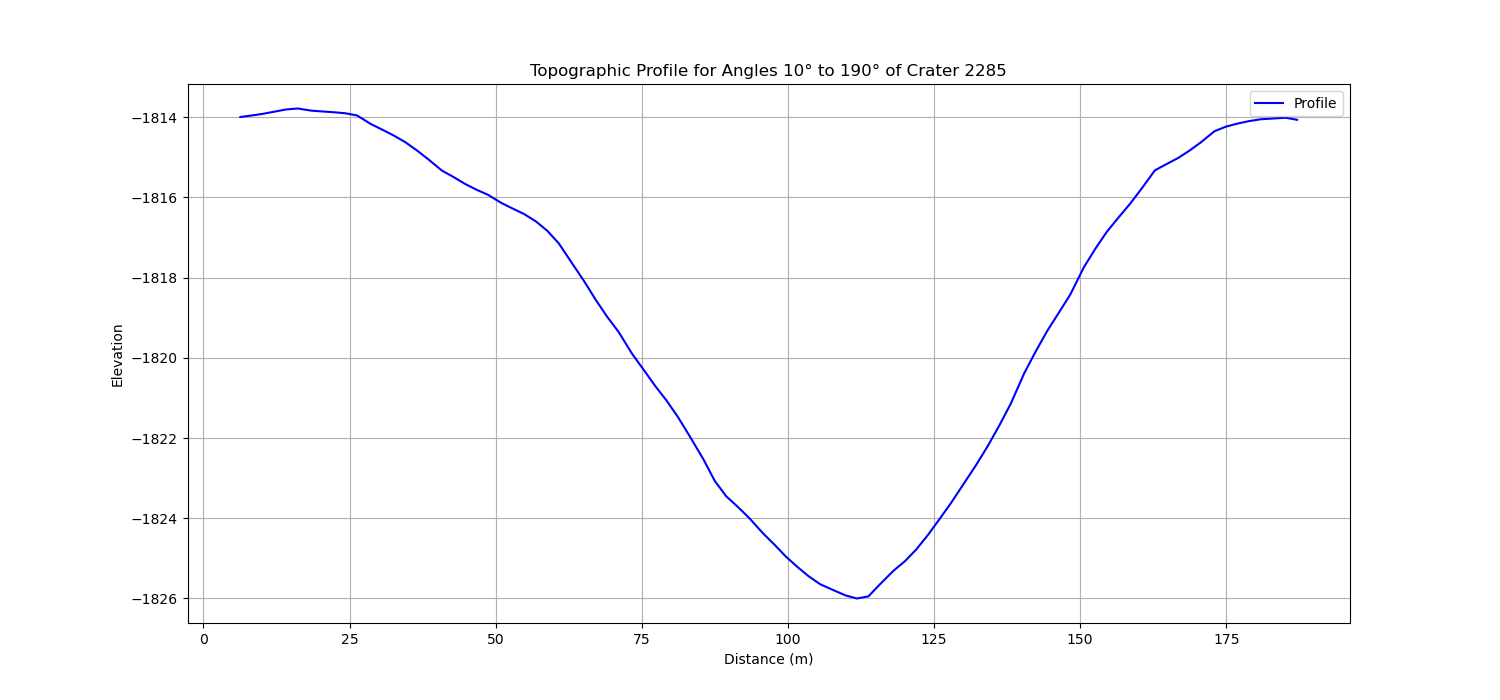 Topographic Profile for Angles 10° to 190° of Crater 2285
Profile
−1814
−1816
−1818
−1820
−1822
−1824
−1826
Elevation
0 25 50 75 100 125 150 175
Distance (m)